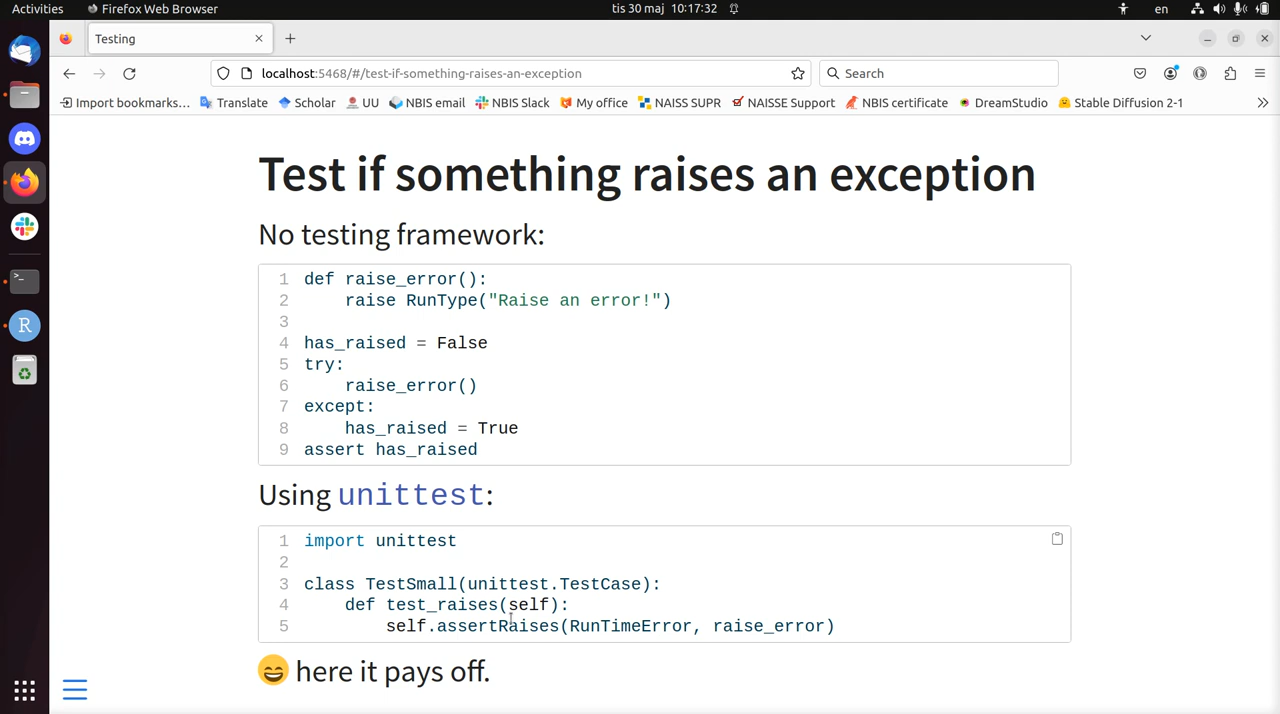 Activities Firefox Web Browser tis 30 maj 10:17:32 en
Testing
localhost:5468/#/test-if-something-raises-an-exception Search
Import bookmarks... Translate Scholar UU NBIS email NBIS Slack My office NAISS SUPR NAISSE Support NBIS certificate DreamStudio Stable Diffusion 2-1
Test if something raises an exception
No testing framework:
1 def raise_error():
2 raise RunType("Raise an error!")
3
4 has_raised = False
5 try:
6 raise_error()
7 except:
8 has_raised = True
9 assert has_raised
Using unittest:
1 import unittest
2
3 class TestSmall(unittest.TestCase):
4 def test_raises(self):
5 self.assertRaises(RunTimeError, raise_error)
😄 here it pays off.